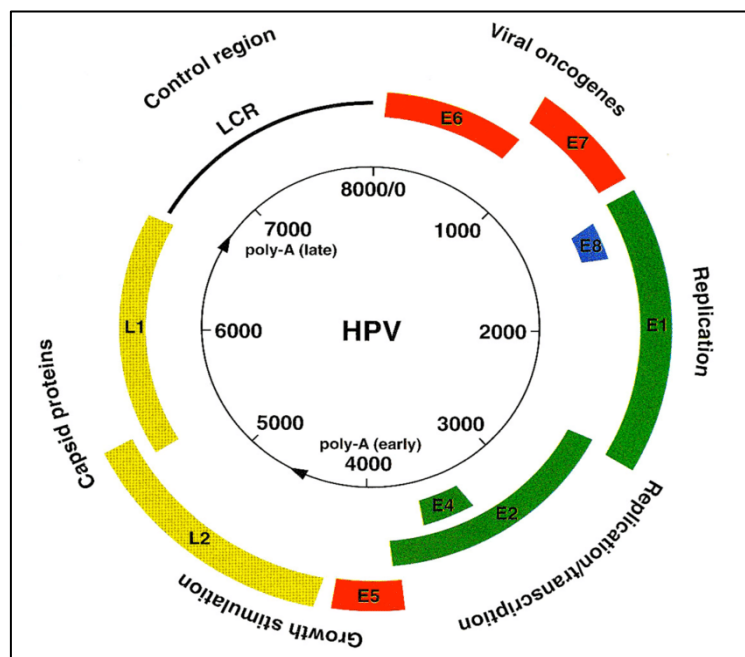 Control region
Viral oncogenes
LCR
E6
E7
8000/0
7000
1000
poly-A (late)
E8
Replication
L1
6000
HPV
2000
E1
Capsid proteins
5000
poly-A (early)
3000
4000
E4
E2
Replication/transcription
L2
E5
Growth stimulation